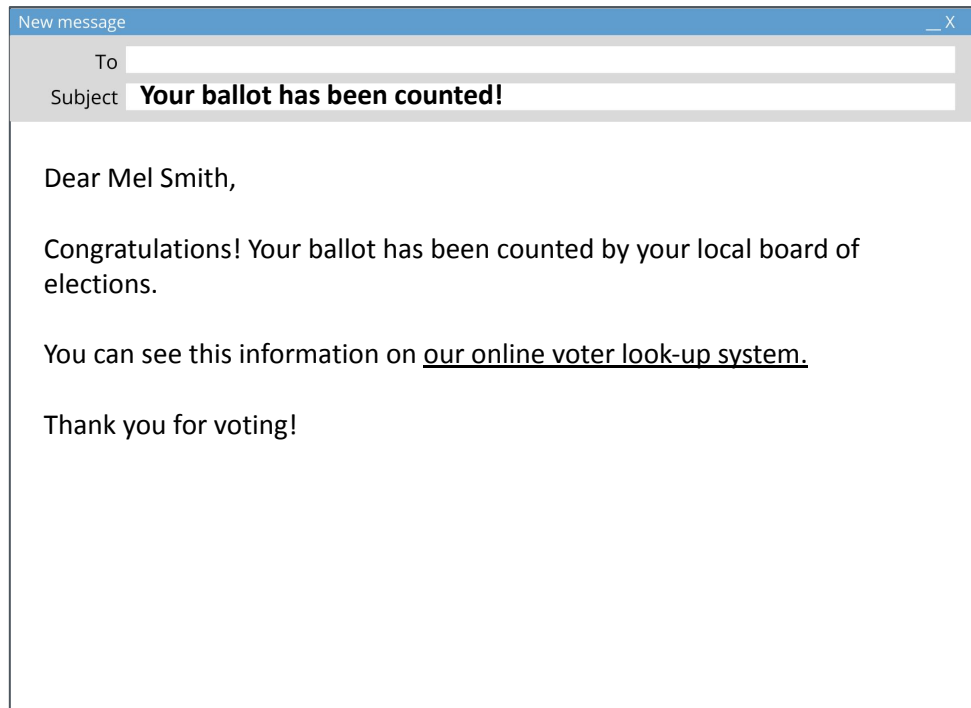 New message __ X
To
Subject Your ballot has been counted!
Dear Mel Smith,
Congratulations! Your ballot has been counted by your local board of
elections.
You can see this information on our online voter look-up system.
Thank you for voting!